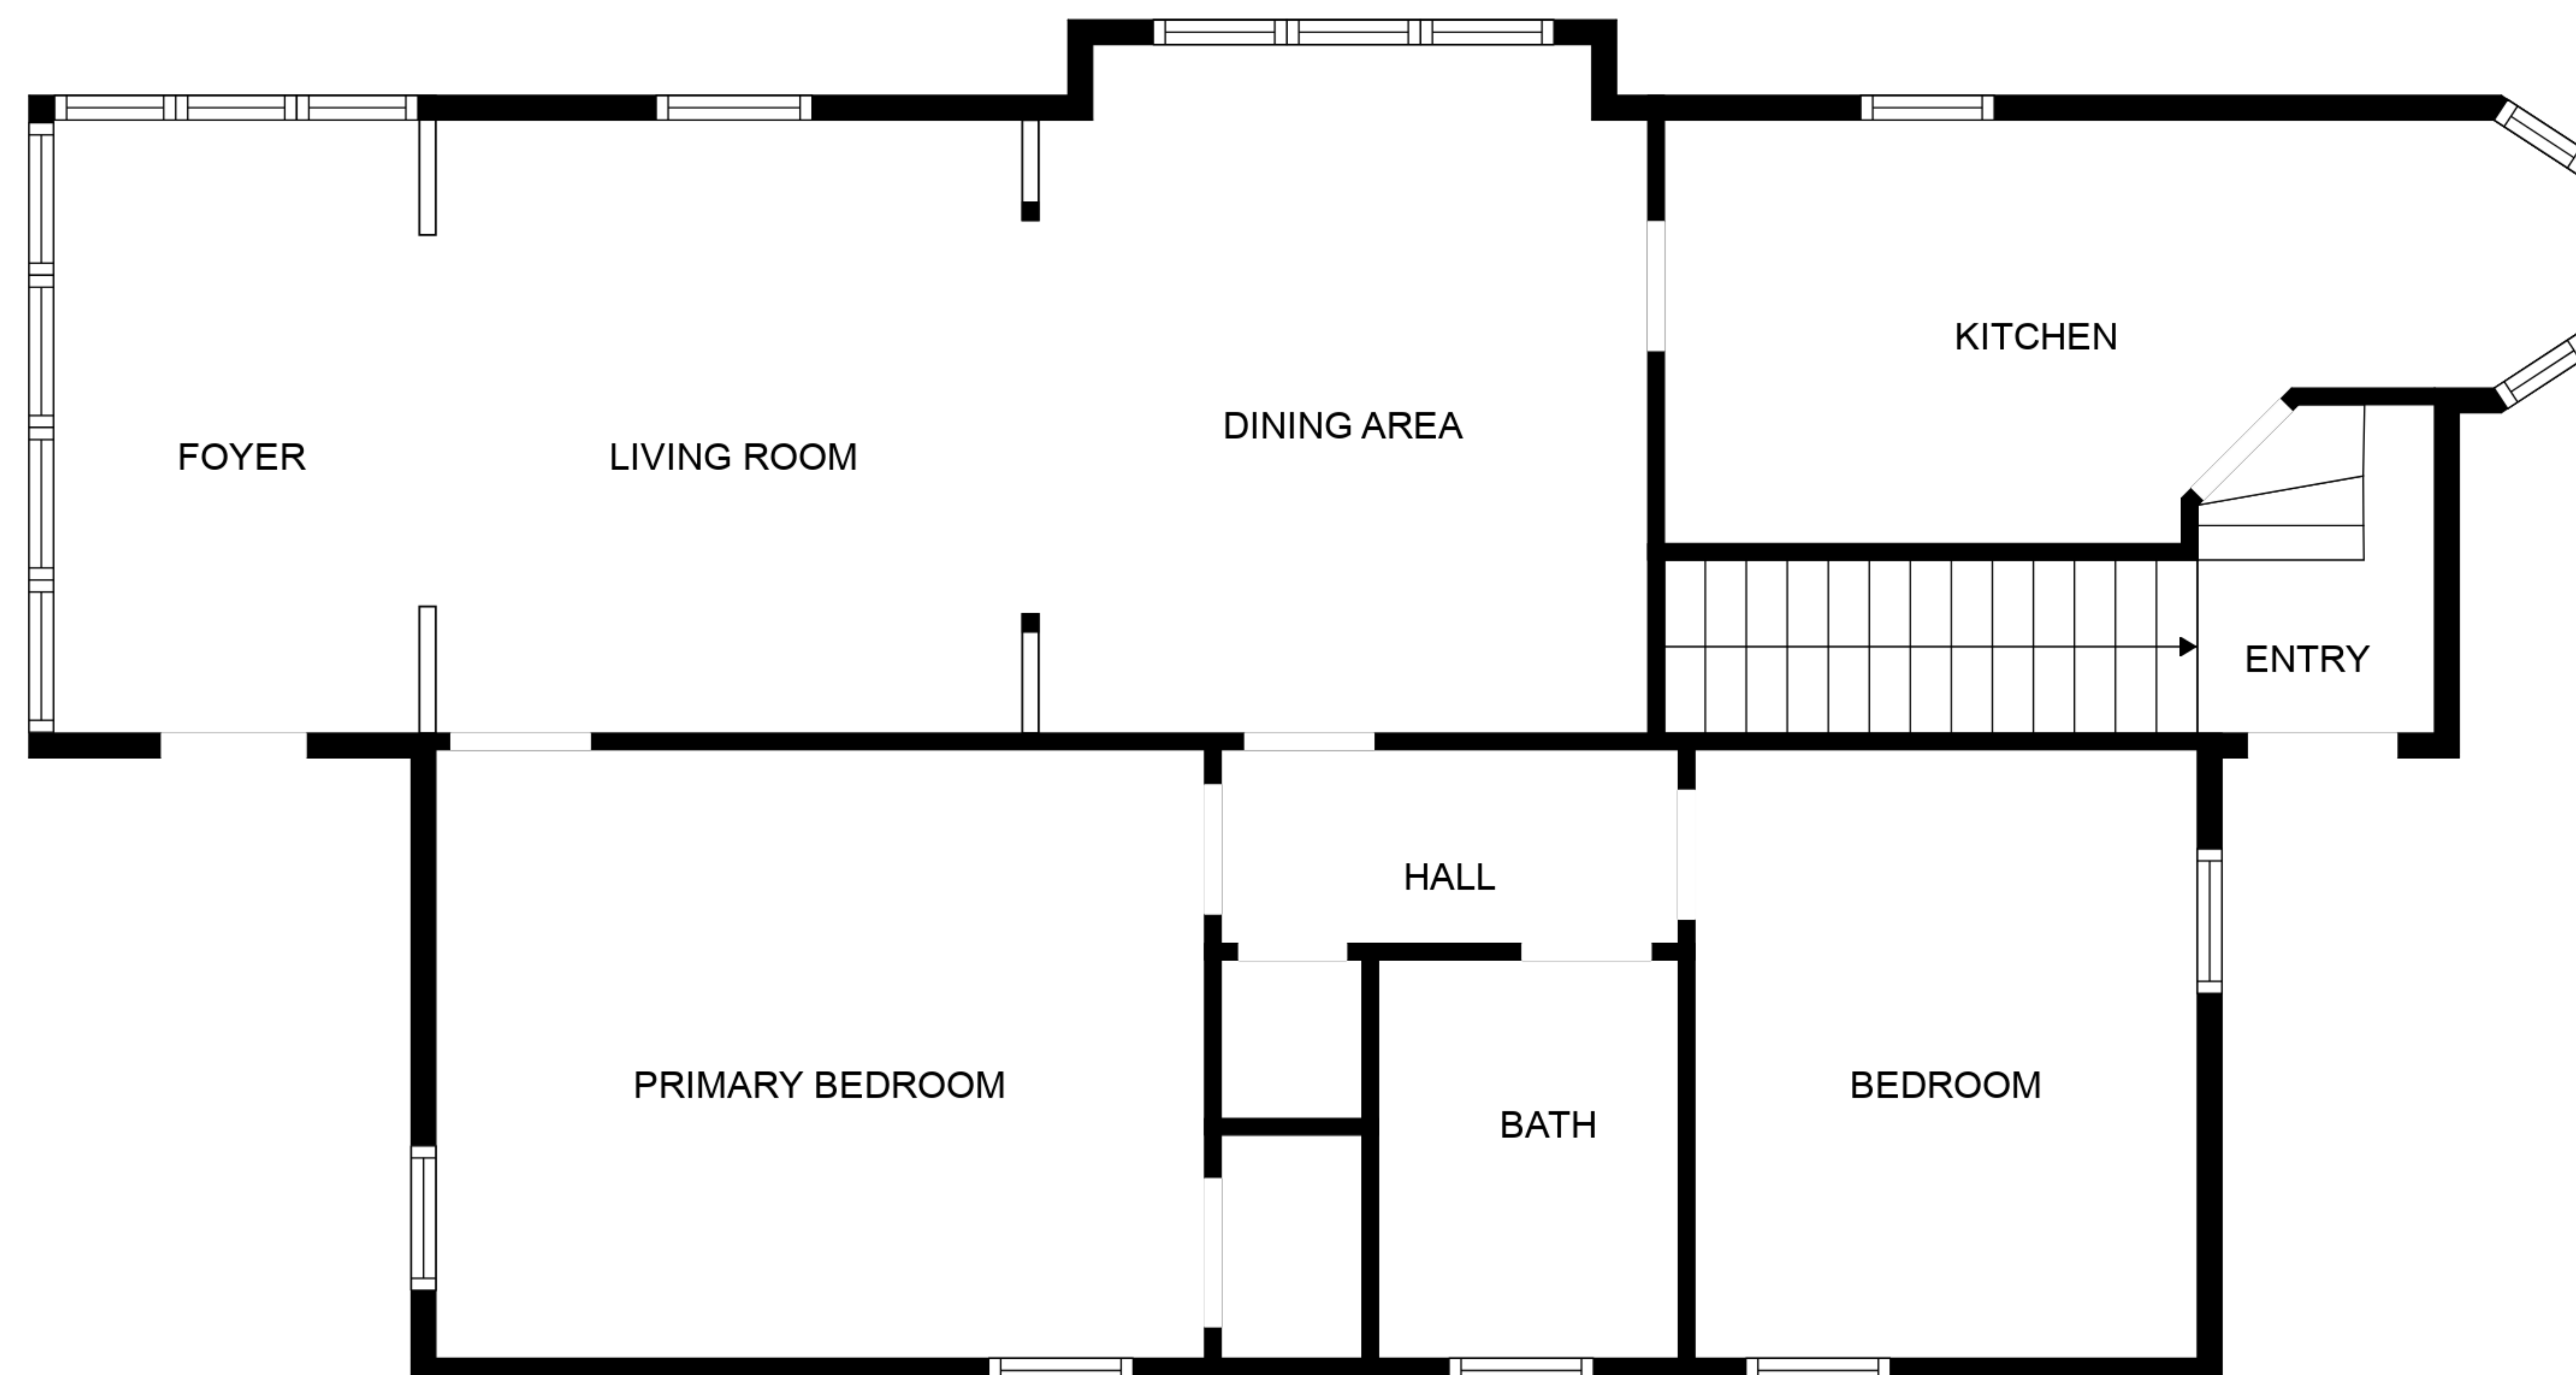 KITCHEN
DINING AREA
FOYER
LIVING ROOM
ENTRY
HALL
PRIMARY BEDROOM
BEDROOM
BATH